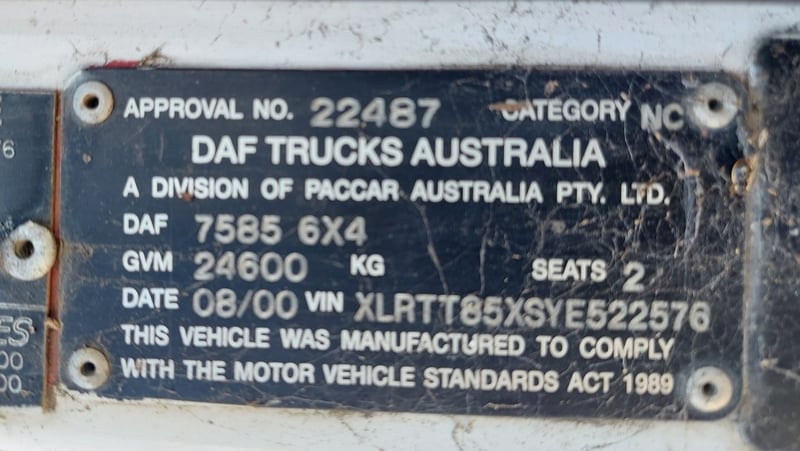 APPROVAL NO. 22487 CATEGORY NC
DAF TRUCKS AUSTRALIA
A DIVISION OF PACCAR AUSTRALIA PTY. LTD.
DAF 7585 6X4
GVM 24600 KG SEATS 2
DATE 08/00 VIN XLRTT85XSYE522576
THIS VEHICLE WAS MANUFACTURED TO COMPLY
WITH THE MOTOR VEHICLE STANDARDS ACT 1989